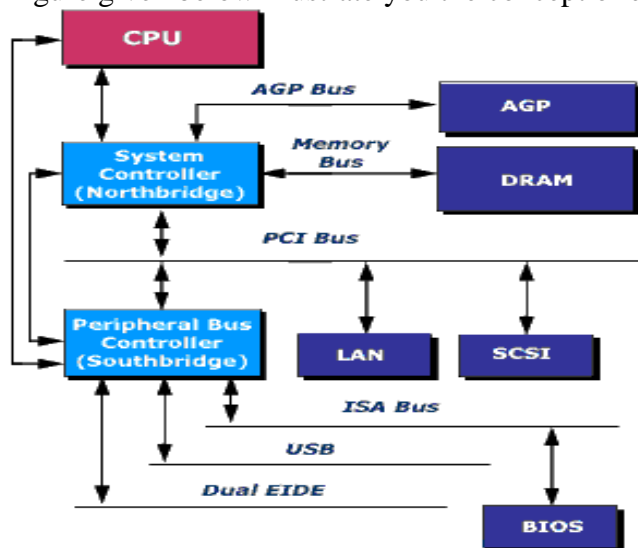 CPU
AGP Bus
AGP
System
Controller
(Northbridge)
Memory
Bus
DRAM
PCI Bus
Peripheral Bus
Controller
(Southbridge)
LAN
SCSI
ISA Bus
USB
Dual EIDE
BIOS